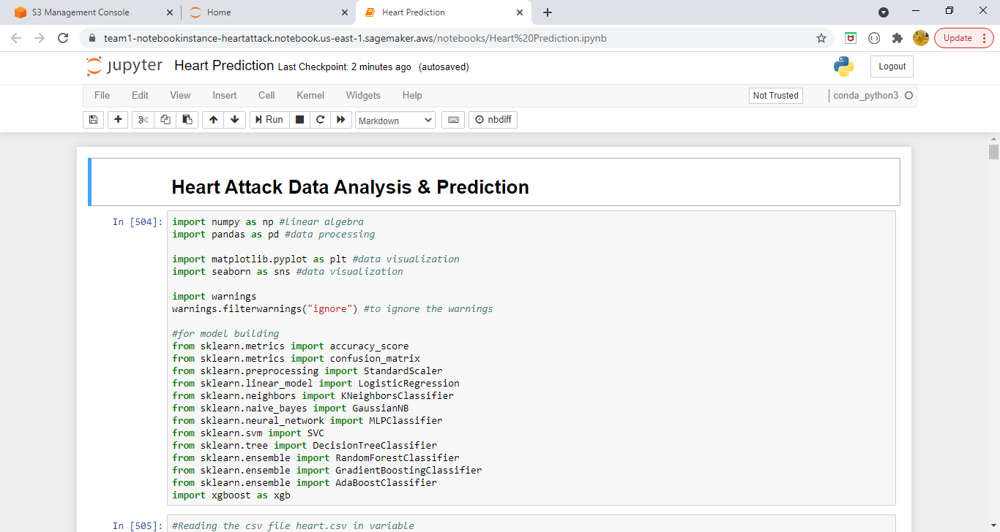 S3 Management Console
Home
Heart Prediction
team1-notebookinstance-heartattack.notebook.us-east-1.sagemaker.aws/notebooks/Heart%20Prediction.ipynb
Update
jupyter Heart Prediction Last Checkpoint: 2 minutes ago (autosaved)
Logout
File Edit View Insert Cell Kernel Widgets Help
Not Trusted
conda_python3
Run
Markdown
nbdiff
Heart Attack Data Analysis & Prediction
In [504]:
import numpy as np #linear algebra
import pandas as pd #data processing
import matplotlib.pyplot as plt #data visualization
import seaborn as sns #data visualization
import warnings
warnings.filterwarnings("ignore") #to ignore the warnings
#for model building
from sklearn.metrics import accuracy_score
from sklearn.metrics import confusion_matrix
from sklearn.preprocessing import StandardScaler
from sklearn.linear_model import LogisticRegression
from sklearn.neighbors import KNeighborsClassifier
from sklearn.naive_bayes import GaussianNB
from sklearn.neural_network import MLPClassifier
from sklearn.svm import SVC
from sklearn.tree import DecisionTreeClassifier
from sklearn.ensemble import RandomForestClassifier
from sklearn.ensemble import GradientBoostingClassifier
from sklearn.ensemble import AdaBoostClassifier
import xgboost as xgb
In [505]:
#Reading the csv file heart.csv in variable